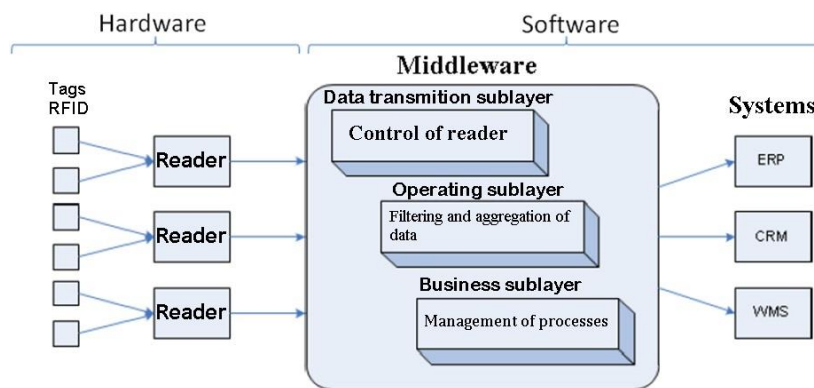 Hardware
Software
Tags
RFID
Reader
Reader
Reader
Middleware
Data transmition sublayer
Control of reader
Operating sublayer
Filtering and aggregation of
data
Business sublayer
Management of processes
Systems
ERP
CRM
WMS